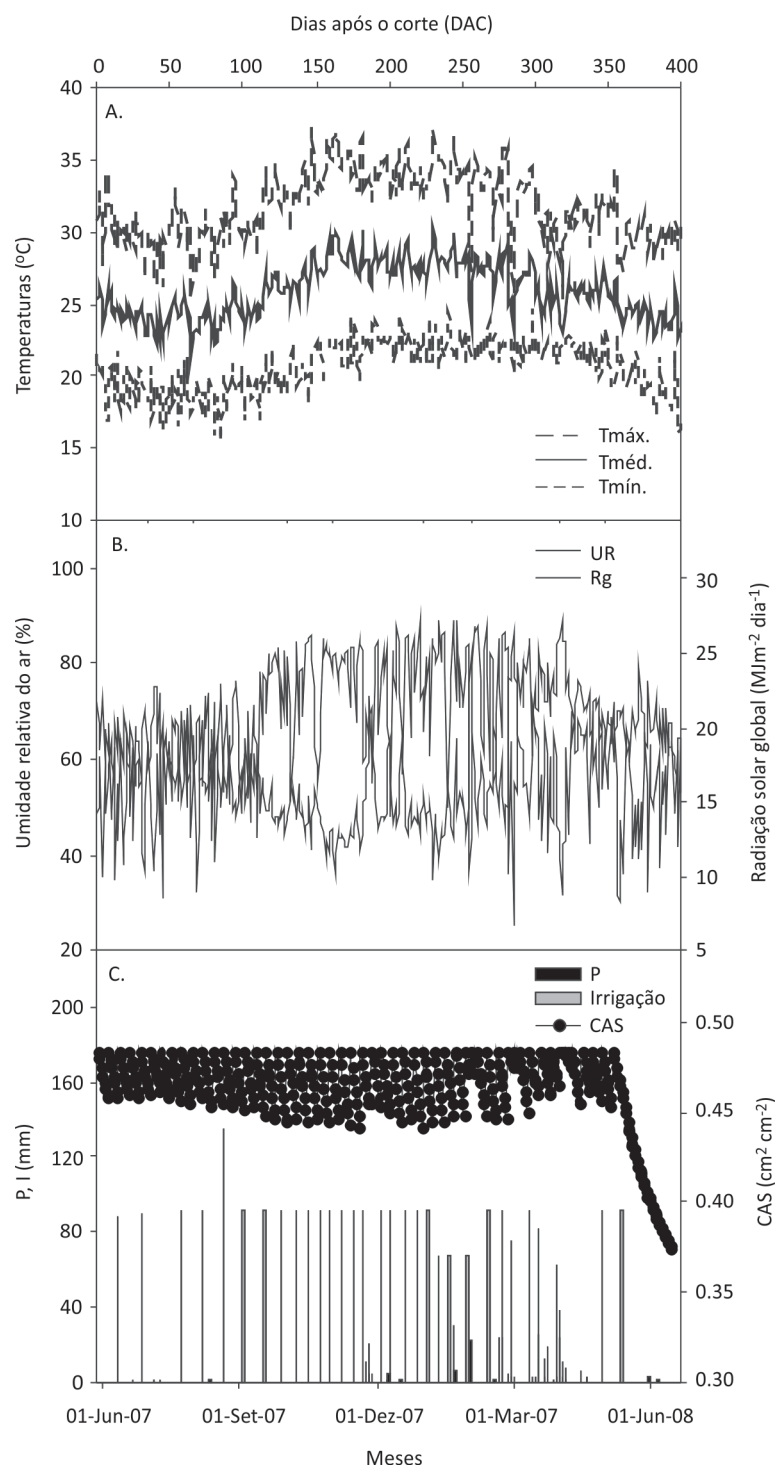 Dias após o corte (DAC)
0 50 100 150 200 250 300 350 400
A.
Temperaturas (ºC)
40
35
30
25
20
15
10
Tmáx.
Tméd.
Tmín.
B.
Umidade relativa do ar (%)
100
80
60
40
20
UR
Rg
30
25
20
15
10
5
Radiação solar global (MJm-2 dia-1)
C.
P, I (mm)
200
160
120
80
40
0
P
Irrigação
CAS
0.50
0.45
0.40
0.35
0.30
CAS (cm2 cm-2)
01-Jun-07 01-Set-07 01-Dez-07 01-Mar-07 01-Jun-08
Meses